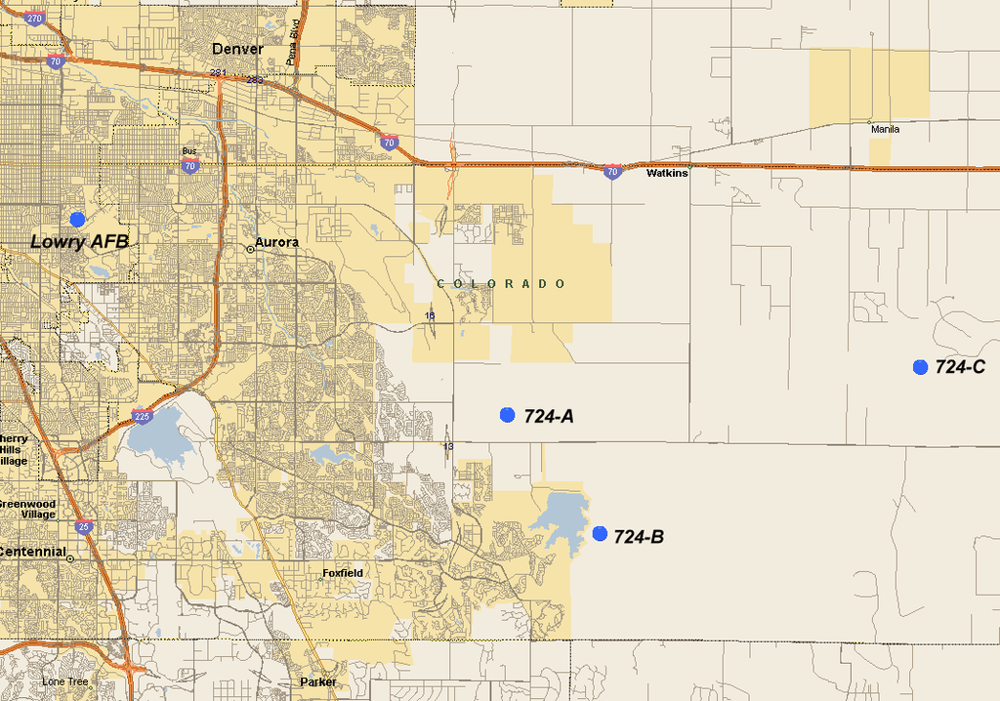 270
Denver
Pena Blvd
70
281
283
Manila
70
Bus
70
70
Watkins
Lowry AFB
Aurora
COLORADO
16
724-C
225
724-A
13
herry
Hills
illage
Greenwood
Village
25
724-B
Centennial
Foxfield
Lone Tree
Parker